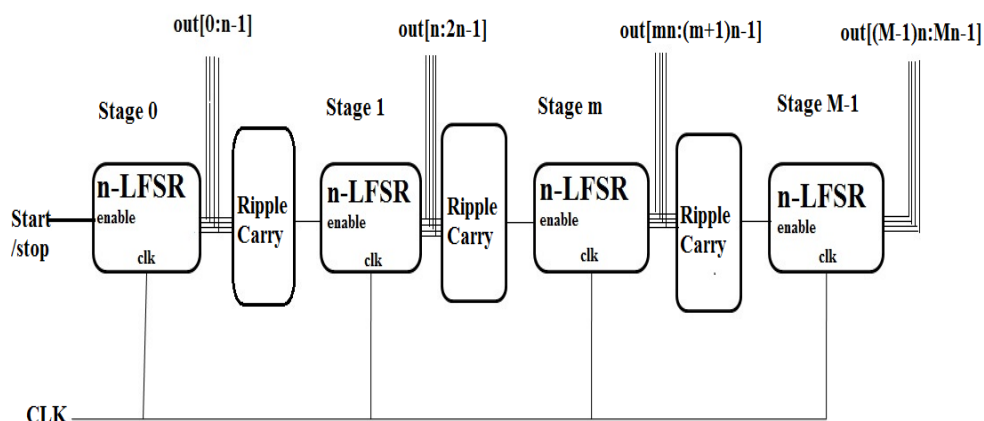 out[0:n-1]
out[n:2n-1]
out[mn:(m+1)n-1]
out[(M-1)n:Mn-1]
Stage 0
Stage 1
Stage m
Stage M-1
Start
/stop
n-LFSR
enable
clk
Ripple
Carry
n-LFSR
enable
clk
Ripple
Carry
n-LFSR
enable
clk
Ripple
Carry
n-LFSR
enable
clk
CLK